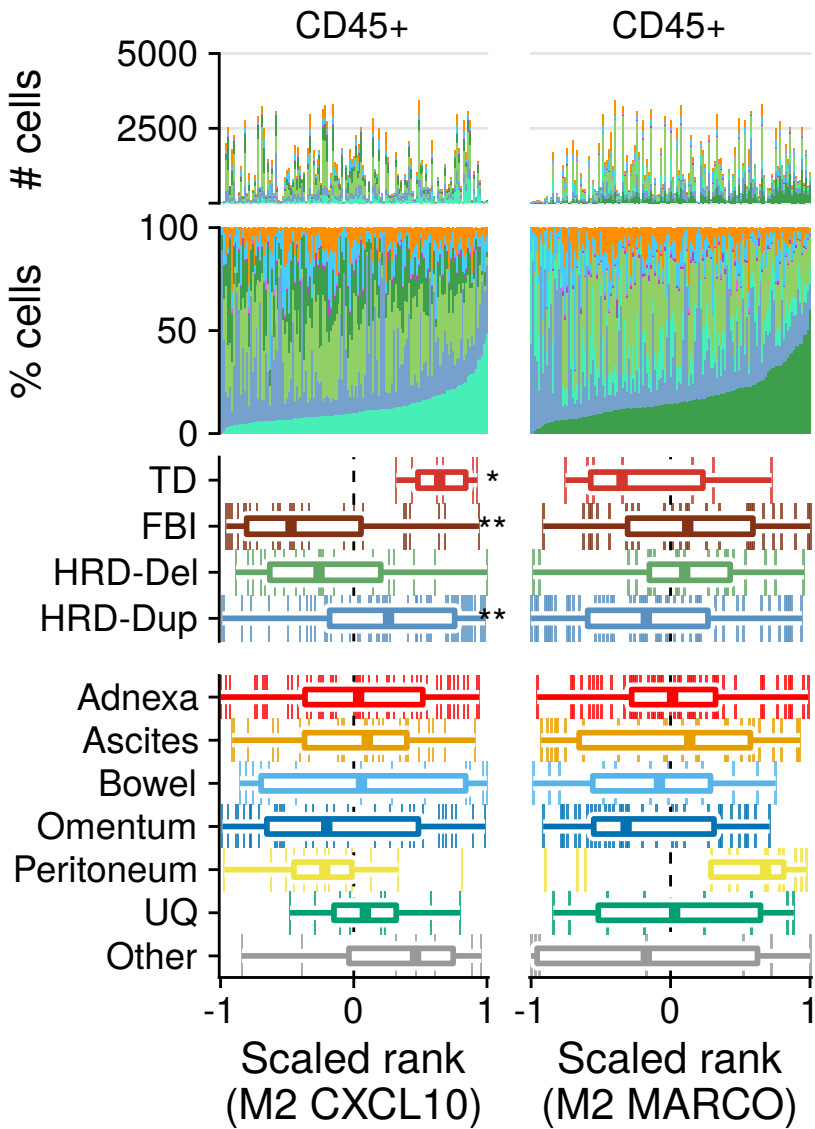 CD45+ CD45+
# cells
5000
2500
% cells
100
50
0
TD *
FBI **
HRD-Del
HRD-Dup **
Adnexa
Ascites
Bowel
Omentum
Peritoneum
UQ
Other
-1 0 1 -1 0 1
Scaled rank Scaled rank
(M2 CXCL10) (M2 MARCO)